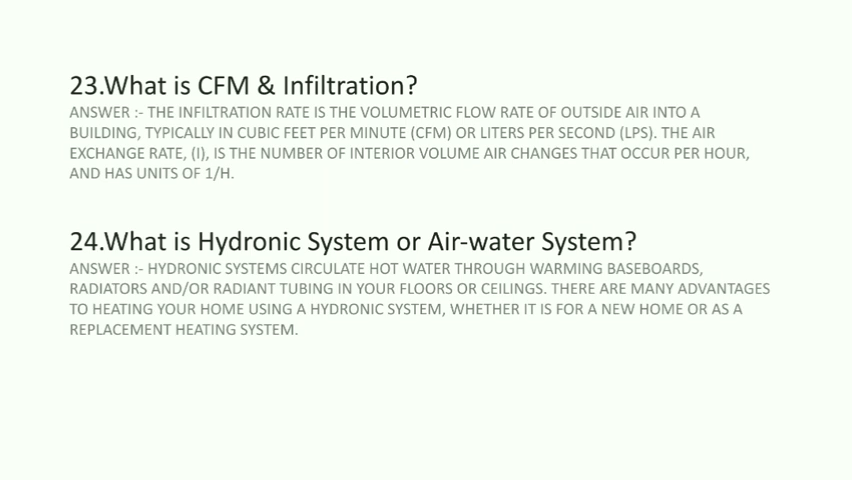 23.What is CFM & Infiltration?
ANSWER :- THE INFILTRATION RATE IS THE VOLUMETRIC FLOW RATE OF OUTSIDE AIR INTO A
BUILDING, TYPICALLY IN CUBIC FEET PER MINUTE (CFM) OR LITERS PER SECOND (LPS). THE AIR
EXCHANGE RATE, (I), IS THE NUMBER OF INTERIOR VOLUME AIR CHANGES THAT OCCUR PER HOUR,
AND HAS UNITS OF 1/H.
24.What is Hydronic System or Air-water System?
ANSWER :- HYDRONIC SYSTEMS CIRCULATE HOT WATER THROUGH WARMING BASEBOARDS,
RADIATORS AND/OR RADIANT TUBING IN YOUR FLOORS OR CEILINGS. THERE ARE MANY ADVANTAGES
TO HEATING YOUR HOME USING A HYDRONIC SYSTEM, WHETHER IT IS FOR A NEW HOME OR AS A
REPLACEMENT HEATING SYSTEM.